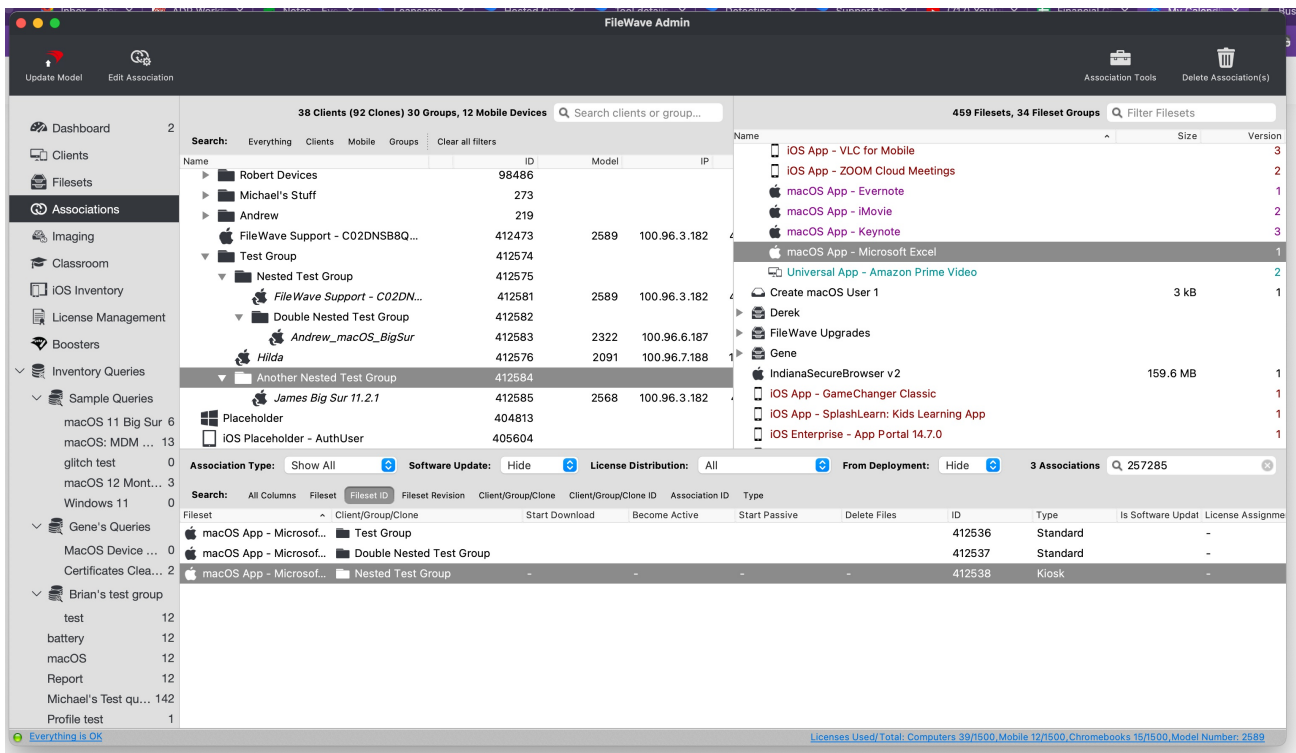 FileWave Admin
Update Model
Edit Association
Association Tools
Delete Association(s)
Dashboard 2
Clients
Filesets
Associations
Imaging
Classroom
iOS Inventory
License Management
Boosters
Inventory Queries
Sample Queries
macOS 11 Big Sur 6
macOS: MDM ... 13
glitch test 0
macOS 12 Mont... 3
Windows 11 0
Gene's Queries
MacOS Device ... 0
Certificates Clea... 2
Brian's test group
test 12
battery 12
macOS 12
Report 12
Michael's Test qu... 142
Profile test 1
38 Clients (92 Clones) 30 Groups, 12 Mobile Devices Search clients or group...
Search: Everything Clients Mobile Groups Clear all filters
Name ID Model IP
Robert Devices 98486
Michael's Stuff 273
Andrew 219
FileWave Support - C02DNSB8Q... 412473 2589 100.96.3.182
Test Group 412574
Nested Test Group 412575
FileWave Support - C02DN... 412581 2589 100.96.3.182
Double Nested Test Group 412582
Andrew_macOS_BigSur 412583 2322 100.96.6.187
Hilda 412576 2091 100.96.7.188 1
Another Nested Test Group 412584
James Big Sur 11.2.1 412585 2568 100.96.3.182
Placeholder 404813
iOS Placeholder - AuthUser 405604
459 Filesets, 34 Fileset Groups Filter Filesets
Name Size Version
iOS App - VLC for Mobile 3
iOS App - ZOOM Cloud Meetings 2
macOS App - Evernote 1
macOS App - iMovie 2
macOS App - Keynote 3
macOS App - Microsoft Excel 1
Universal App - Amazon Prime Video 2
Create macOS User 1 3 kB 1
Derek
FileWave Upgrades
Gene
IndianaSecureBrowser v2 159.6 MB 1
iOS App - GameChanger Classic 1
iOS App - SplashLearn: Kids Learning App 1
iOS Enterprise - App Portal 14.7.0 1
Association Type: Show All Software Update: Hide License Distribution: All From Deployment: Hide 3 Associations 257285
Search: All Columns Fileset Fileset ID Fileset Revision Client/Group/Clone Client/Group/Clone ID Association ID Type
Fileset Client/Group/Clone Start Download Become Active Start Passive Delete Files ID Type Is Software Updat License Assignme
macOS App - Microsof... Test Group 412536 Standard -
macOS App - Microsof... Double Nested Test Group 412537 Standard -
macOS App - Microsof... Nested Test Group - - - - 412538 Kiosk -
Everything is OK
Licenses Used/Total: Computers 39/1500,Mobile 12/1500,Chromebooks 15/1500,Model Number: 2589